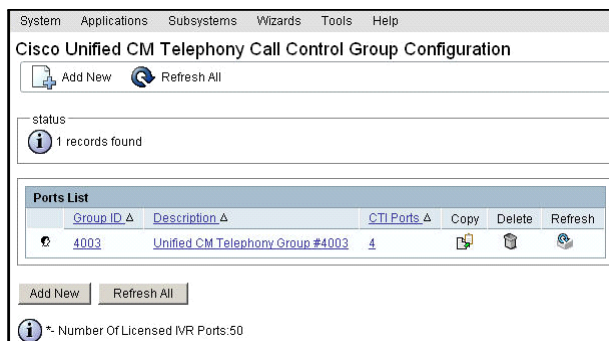 System Applications Subsystems Wizards Tools Help
Cisco Unified CM Telephony Call Control Group Configuration
Add New Refresh All
status
1 records found
Ports List
Group ID Δ Description Δ CTI Ports Δ Copy Delete Refresh
4003 Unified CM Telephony Group #4003 4
Add New Refresh All
*- Number Of Licensed IVR Ports:50